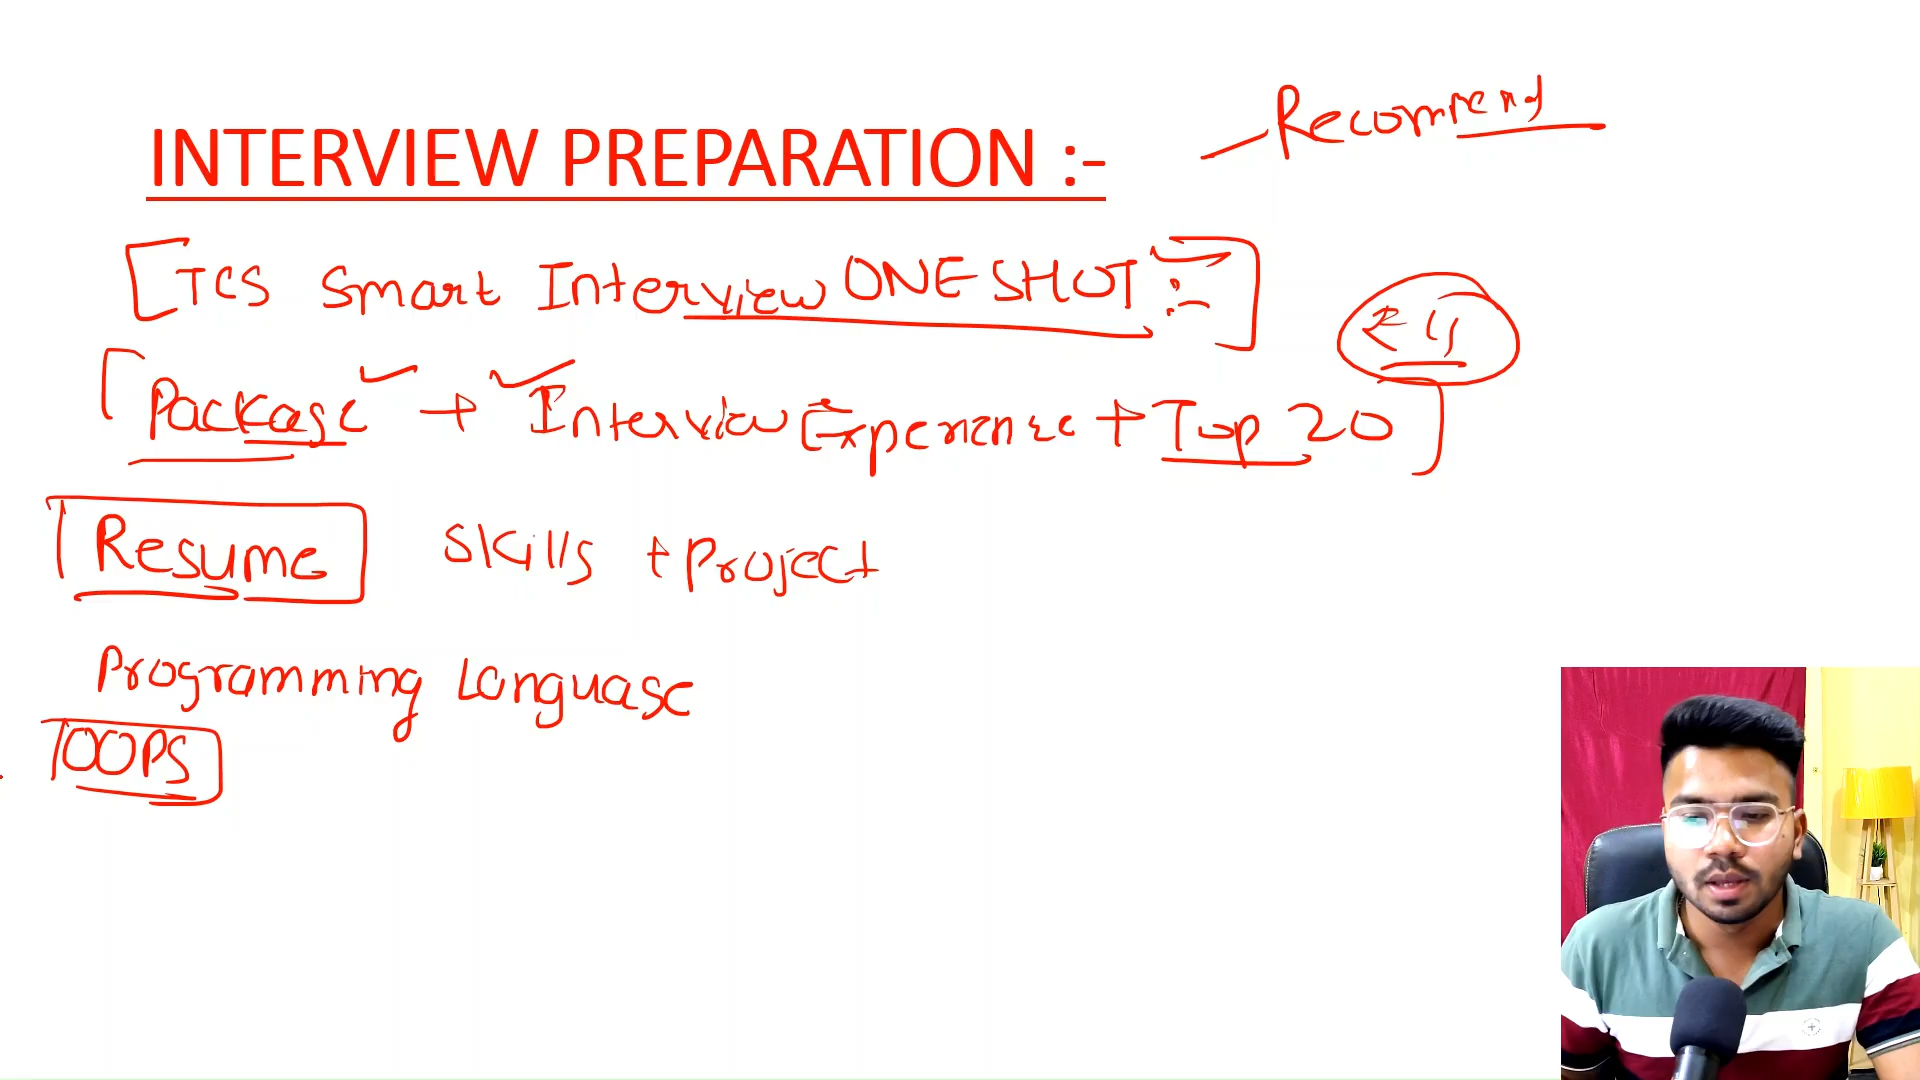 INTERVIEW PREPARATION :-
Recommend
[TCS Smart Interview ONE SHOT :-]
[Package + Interview Experience + Top 20]
Resume Skills + Project
Programming Language
OOPS